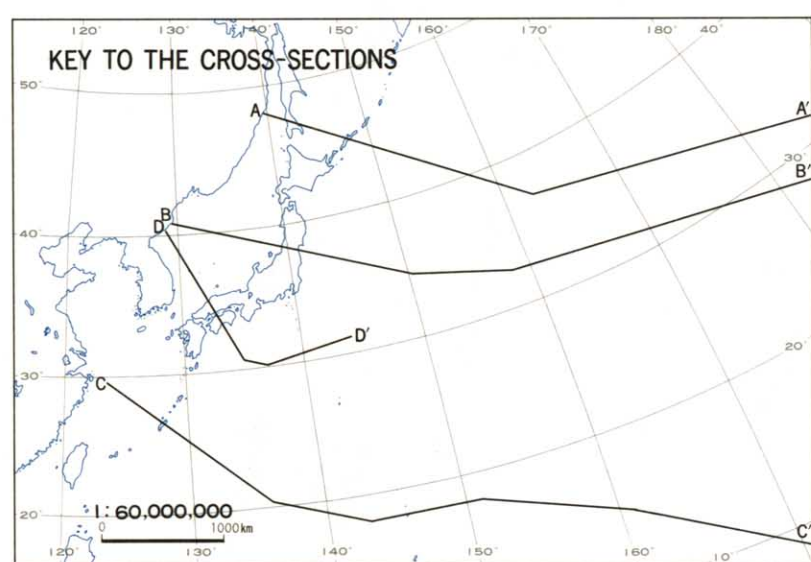 120° 130° 140° 150° 160° 170° 180° 40°
KEY TO THE CROSS-SECTIONS
50°
A A'
30°
B B'
D
40°
D'
20°
30°
C
1:60,000,000
0 1000km
20°
C'
120° 130° 140° 150° 160° 10°